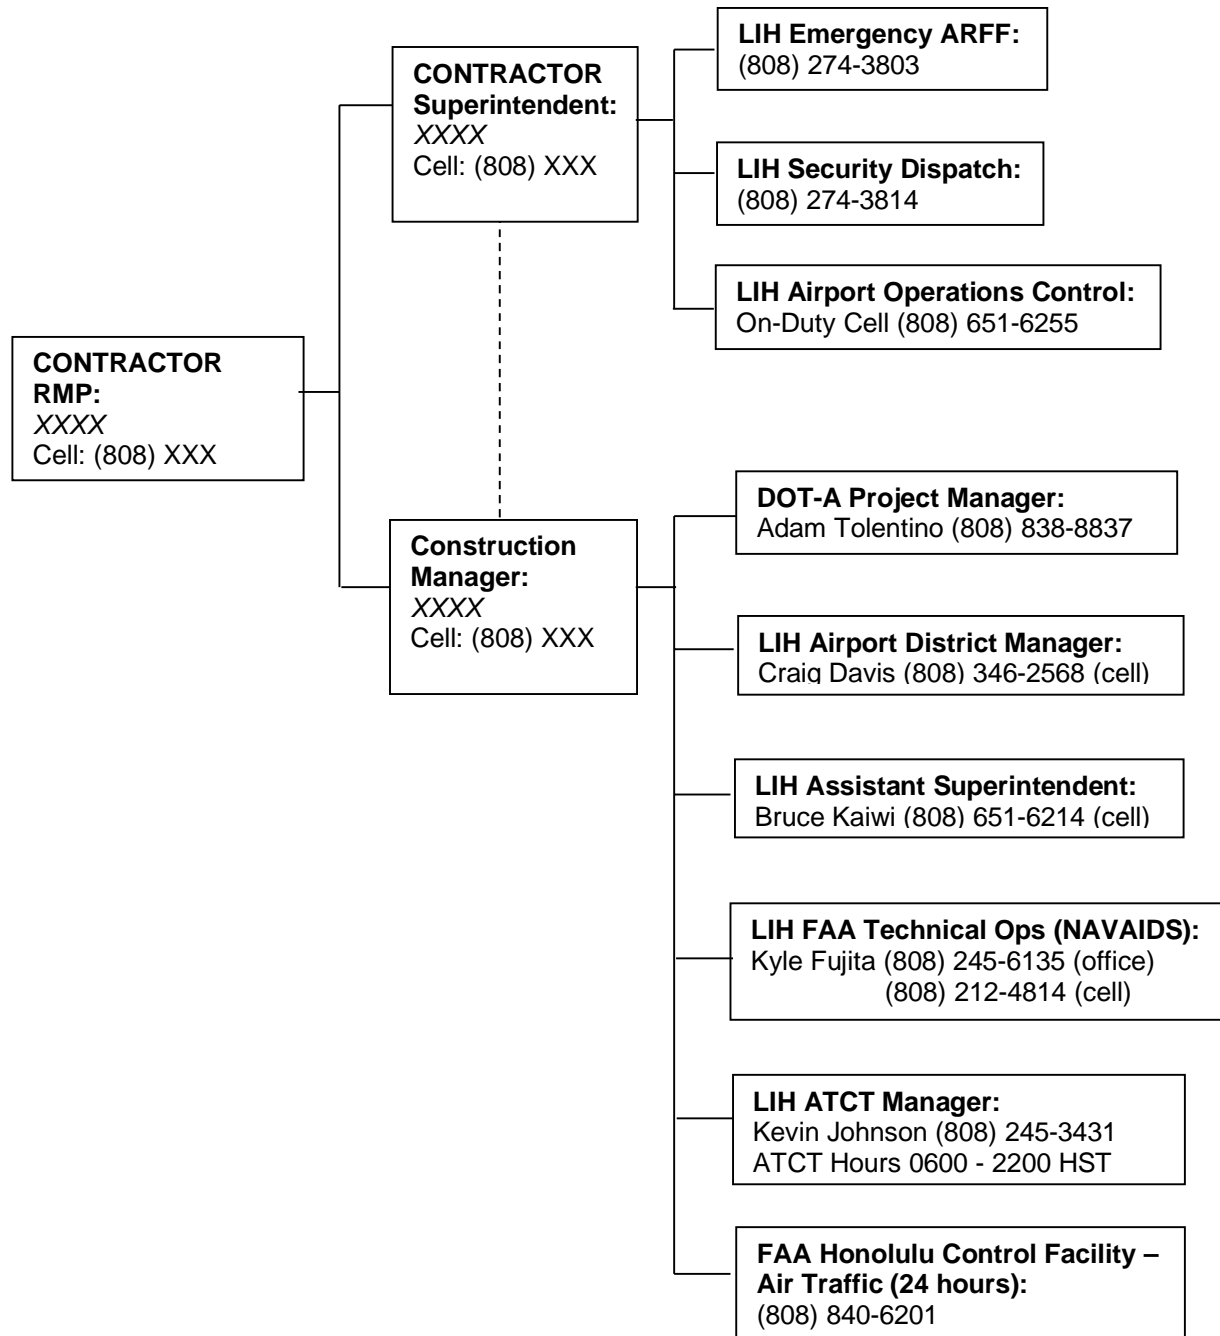 CONTRACTOR
RMP:
XXXX
Cell: (808) XXX
CONTRACTOR
Superintendent:
XXXX
Cell: (808) XXX
LIH Emergency ARFF:
(808) 274-3803
LIH Security Dispatch:
(808) 274-3814
LIH Airport Operations Control:
On-Duty Cell (808) 651-6255
Construction
Manager:
XXXX
Cell: (808) XXX
DOT-A Project Manager:
Adam Tolentino (808) 838-8837
LIH Airport District Manager:
Craig Davis (808) 346-2568 (cell)
LIH Assistant Superintendent:
Bruce Kaiwi (808) 651-6214 (cell)
LIH FAA Technical Ops (NAVAIDS):
Kyle Fujita (808) 245-6135 (office)
(808) 212-4814 (cell)
LIH ATCT Manager:
Kevin Johnson (808) 245-3431
ATCT Hours 0600 - 2200 HST
FAA Honolulu Control Facility –
Air Traffic (24 hours):
(808) 840-6201